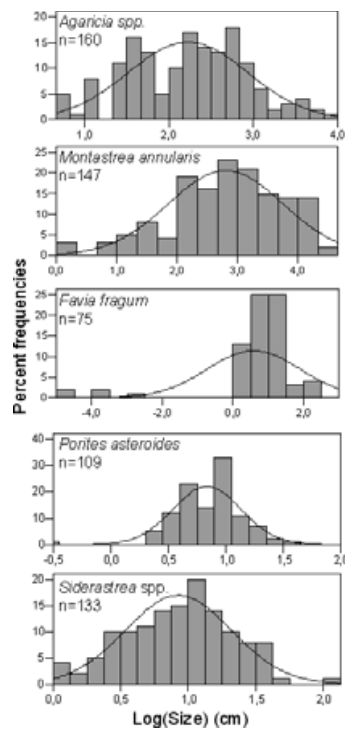 Agaricia spp.
n=160
20
15
10
5
0
1,0 2,0 3,0 4,0
Montastrea annularis
n=147
25
20
15
10
5
0
0,0 1,0 2,0 3,0 4,0
Percent frequencies
Favia fragum
n=75
25
20
15
10
5
0
-4,0 -2,0 0,0 2,0
Porites asteroides
n=109
40
30
20
10
0
-0,5 0,0 0,5 1,0 1,5 2,0
Siderastrea spp.
n=133
20
15
10
5
0
0,0 0,5 1,0 1,5 2,0
Log(Size) (cm)